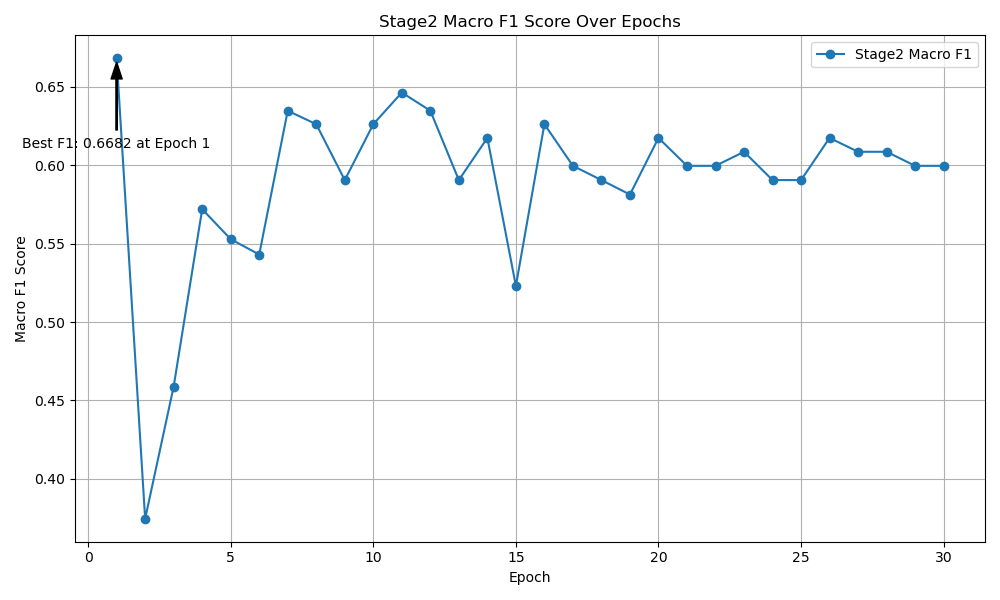 Stage2 Macro F1 Score Over Epochs
Stage2 Macro F1
Best F1: 0.6682 at Epoch 1
Macro F1 Score
0.65
0.60
0.55
0.50
0.45
0.40
0 5 10 15 20 25 30
Epoch